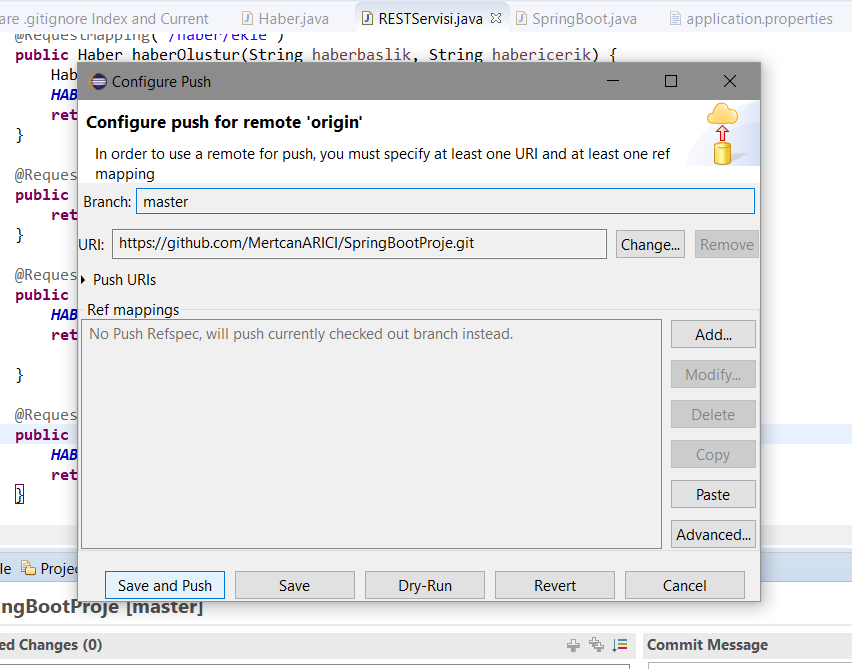 are .gitignore Index and Current Haber.java RESTServisi.java SpringBoot.java application.properties
@RequestMapping("/haber/ekle")
public Haber haberOlustur(String haberbaslik, String habericerik) {
Hab
HAB
ret
}
@Reques
public
ret
}
@Reques
public
HAB
ret
}
@Reques
public
HAB
ret
}
Configure Push
Configure push for remote 'origin'
In order to use a remote for push, you must specify at least one URI and at least one ref
mapping
Branch: master
URI: https://github.com/MertcanARICI/SpringBootProje.git Change... Remove
Push URIs
Ref mappings
No Push Refspec, will push currently checked out branch instead.
Add...
Modify...
Delete
Copy
Paste
Advanced...
Save and Push Save Dry-Run Revert Cancel
le Projec
ngBootProje [master]
ed Changes (0) Commit Message